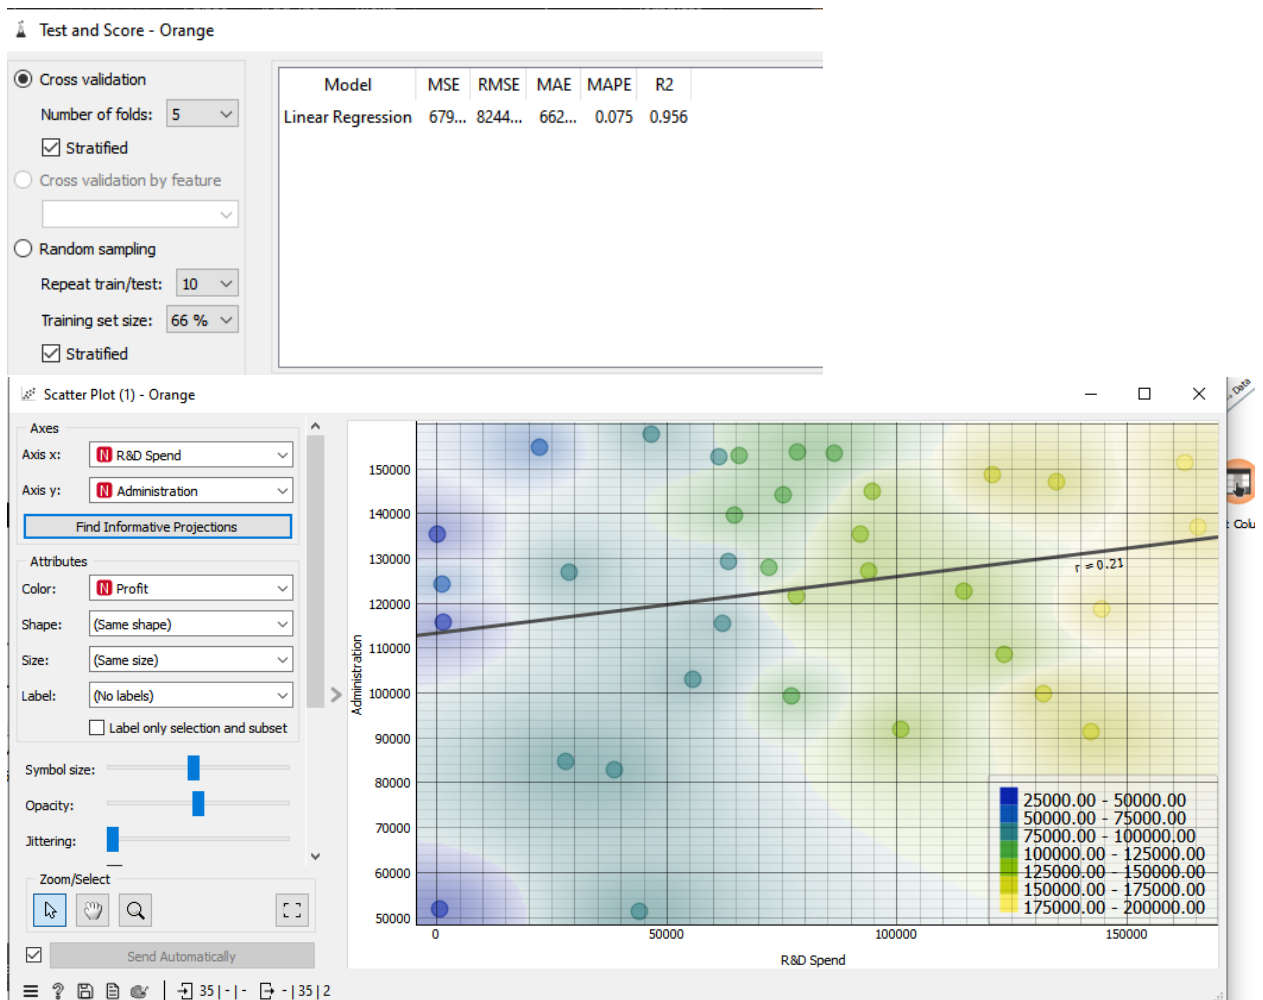 Test and Score - Orange
Cross validation
Number of folds: 5
Stratified
Cross validation by feature
Random sampling
Repeat train/test: 10
Training set size: 66 %
Stratified
Model MSE RMSE MAE MAPE R2
Linear Regression 679... 8244... 662... 0.075 0.956
Scatter Plot (1) - Orange
Data
Axes
Axis x: N R&D Spend
Axis y: N Administration
Find Informative Projections
Attributes
Color: N Profit
Shape: (Same shape)
Size: (Same size)
Label: (No labels)
Label only selection and subset
Symbol size:
Opacity:
Jittering:
Zoom/Select
Send Automatically
35 | - | - - | 35 | 2
Administration
150000
140000
130000
120000
110000
100000
90000
80000
70000
60000
50000
r = 0.21
25000.00 - 50000.00
50000.00 - 75000.00
75000.00 - 100000.00
100000.00 - 125000.00
125000.00 - 150000.00
150000.00 - 175000.00
175000.00 - 200000.00
0 50000 100000 150000
R&D Spend
t Colu